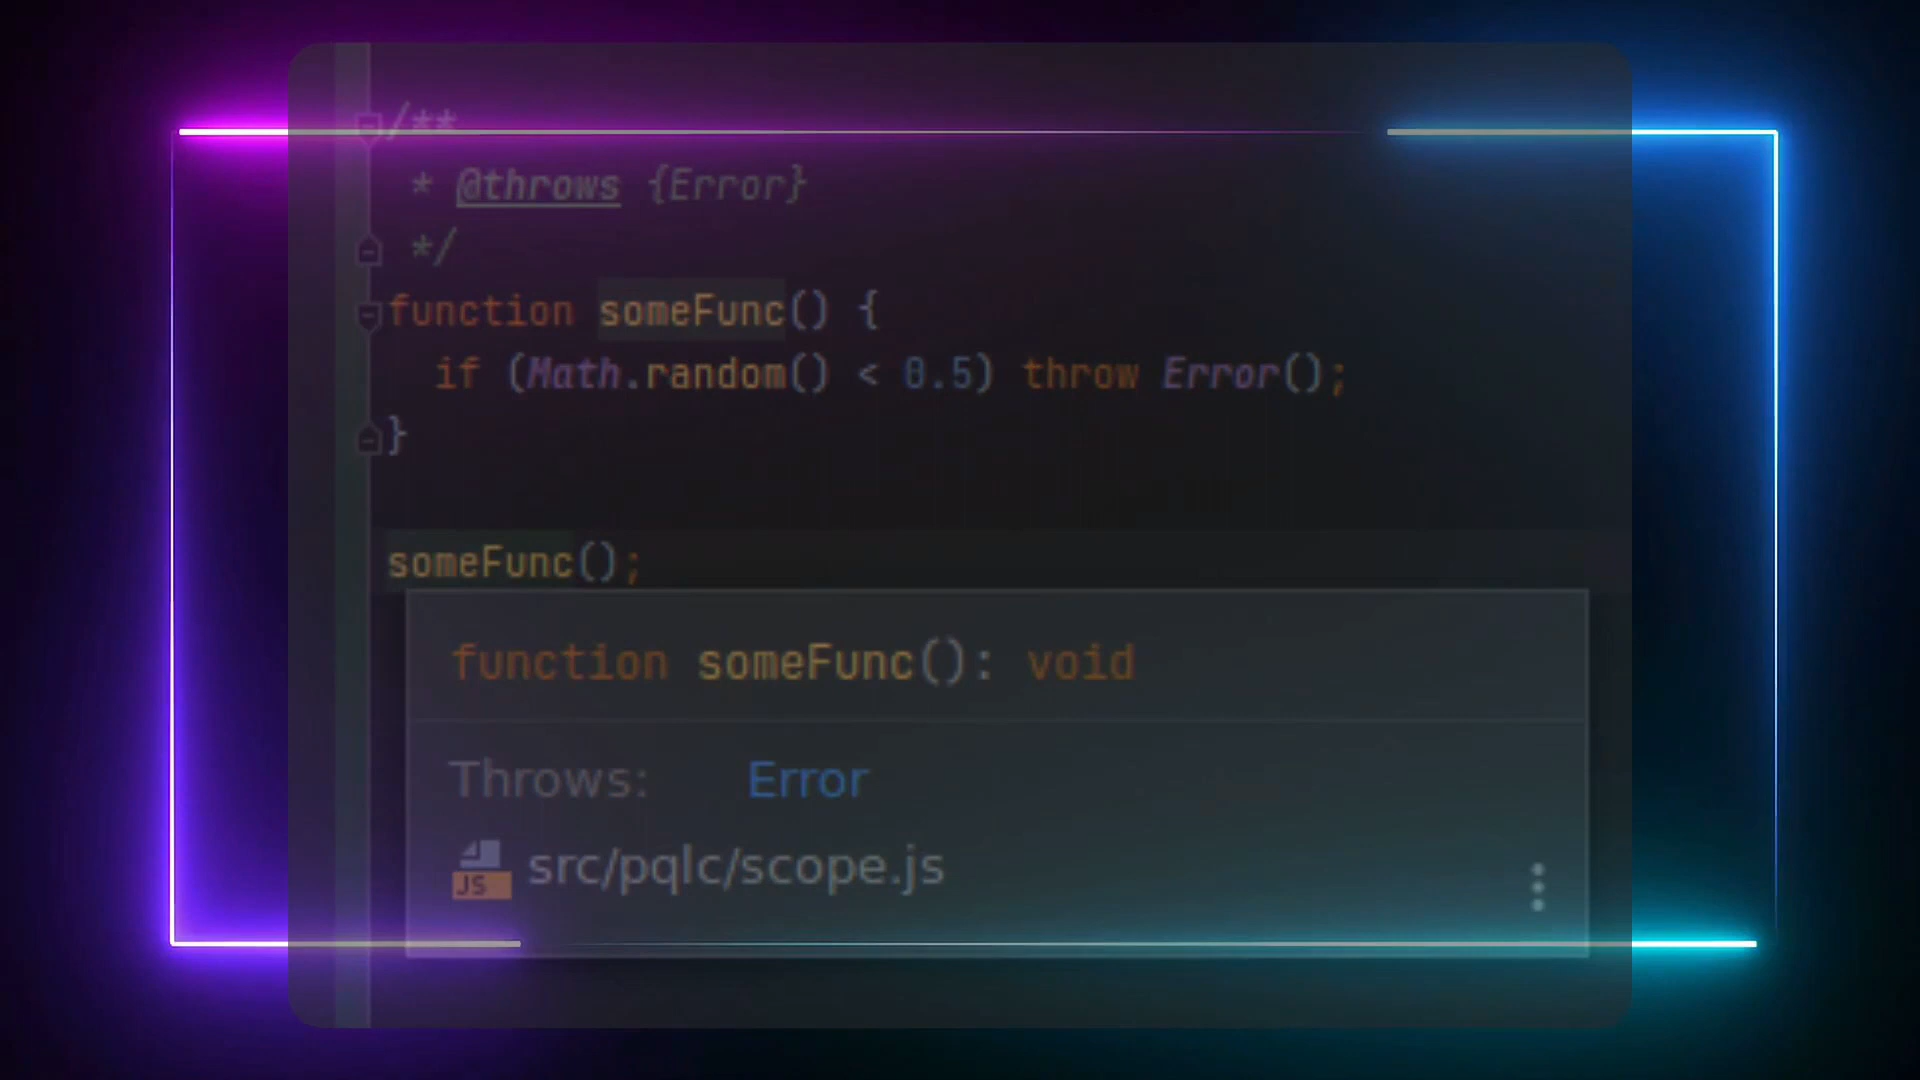 /**
* @throws {Error}
*/
function someFunc() {
if (Math.random() < 0.5) throw Error();
}
someFunc();
function someFunc(): void
Throws: Error
JS src/pqlc/scope.js